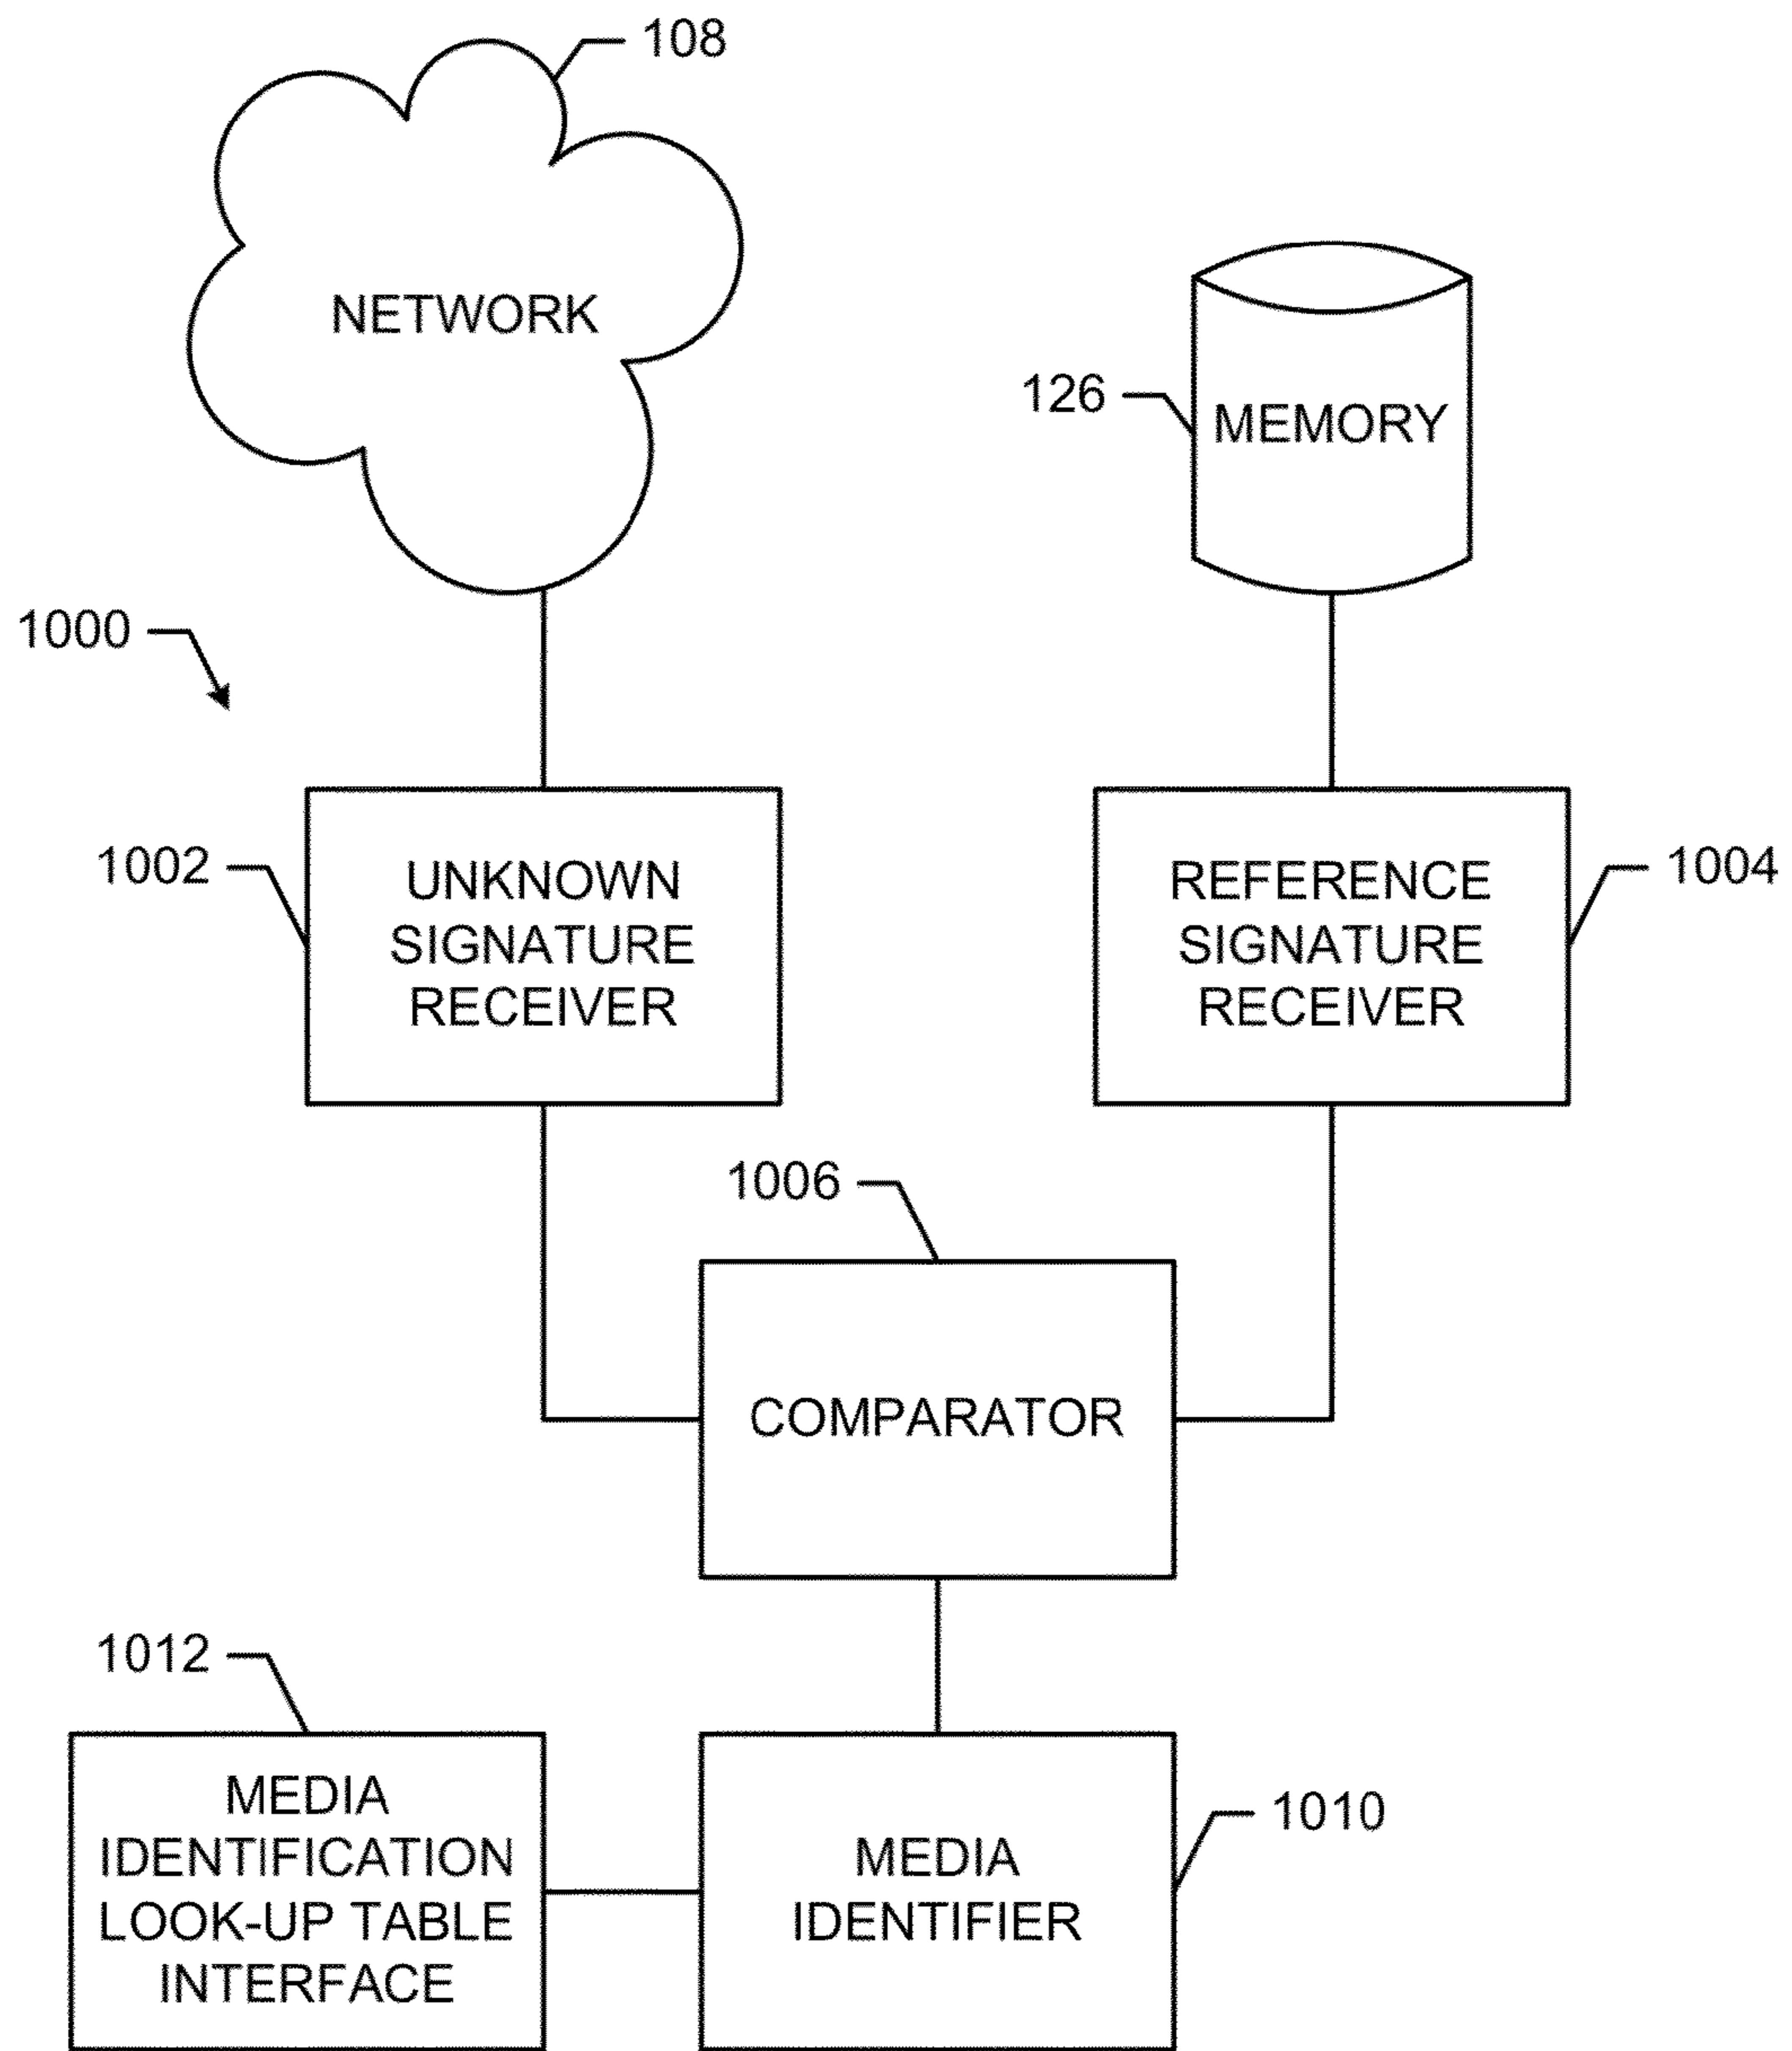 108
NETWORK
126
MEMORY
1000
1002
UNKNOWN
SIGNATURE
RECEIVER
REFERENCE
SIGNATURE
RECEIVER
1004
1006
COMPARATOR
1012
MEDIA
IDENTIFICATION
LOOK-UP TABLE
INTERFACE
MEDIA
IDENTIFIER
1010